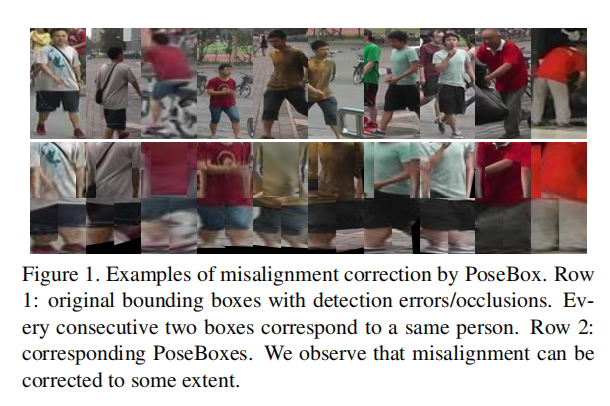 Figure 1. Examples of misalignment correction by PoseBox. Row
1: original bounding boxes with detection errors/occlusions. Ev-
ery consecutive two boxes correspond to a same person. Row 2:
corresponding PoseBoxes. We observe that misalignment can be
corrected to some extent.